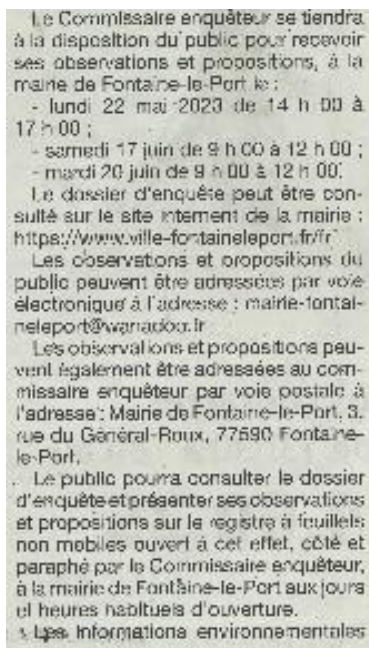 Le Commissaire enquêteur se tiendra
à la disposition du public pour recevoir
ses observations et propositions, à la
mairie de Fontaine-le-Port le :
- lundi 22 mai 2023 de 14 h 00 à
17 h 00 ;
- samedi 17 juin de 9 h 00 à 12 h 00 ;
- mardi 20 juin de 9 h 00 à 12 h 00.
Le dossier d'enquête peut être con-
sulté sur le site internet de la mairie :
https://www.ville-fontaineleport.fr/fr
Les observations et propositions du
public peuvent être adressées par voie
électronique à l'adresse : mairie-fontai-
neleport@wanadoo.fr
Les observations et propositions peu-
vent également être adressées au com-
missaire enquêteur par voie postale à
l'adresse : Mairie de Fontaine-le-Port, 3,
rue du Général-Roux, 77590 Fontaine-
le-Port.
Le public pourra consulter le dossier
d'enquête et présenter ses observations
et propositions sur le registre à feuillets
non mobiles ouvert à cet effet, côté et
paraphé par le Commissaire enquêteur,
à la mairie de Fontaine-le-Port aux jours
et heures habituels d'ouverture.
Les informations environnementales